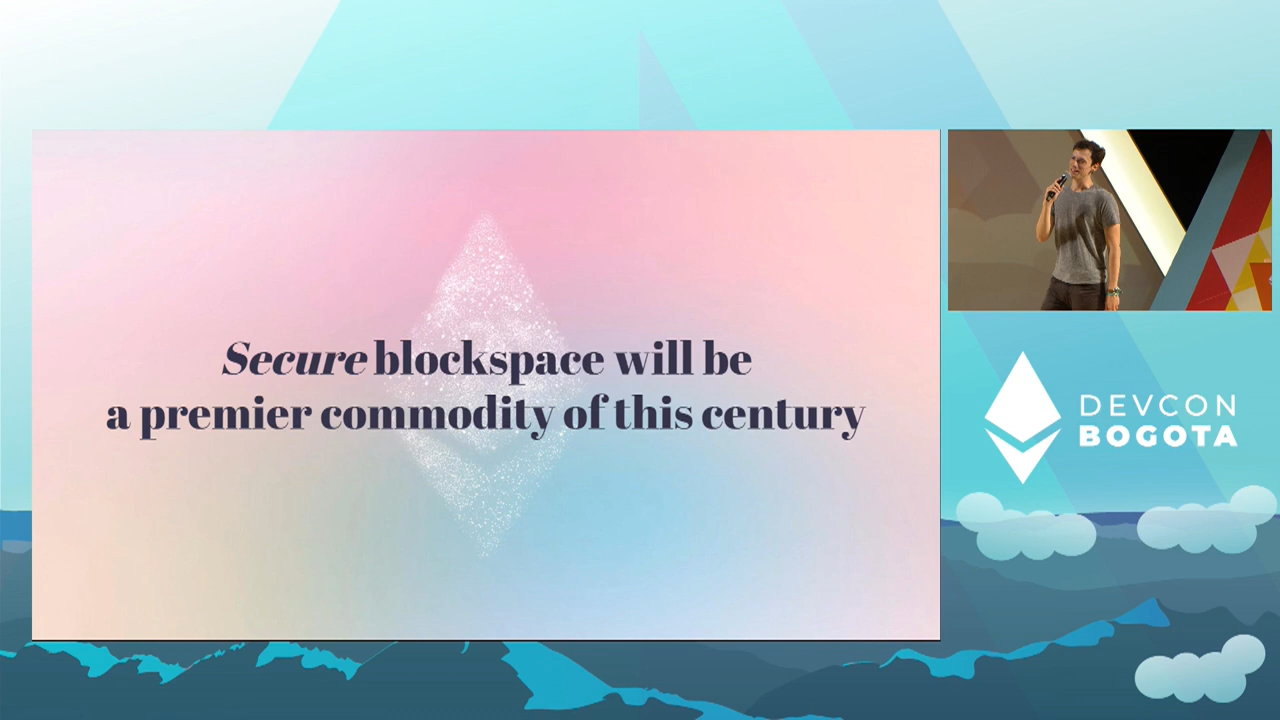 Secure blockspace will be
a premier commodity of this century
DEVCON
BOGOTA